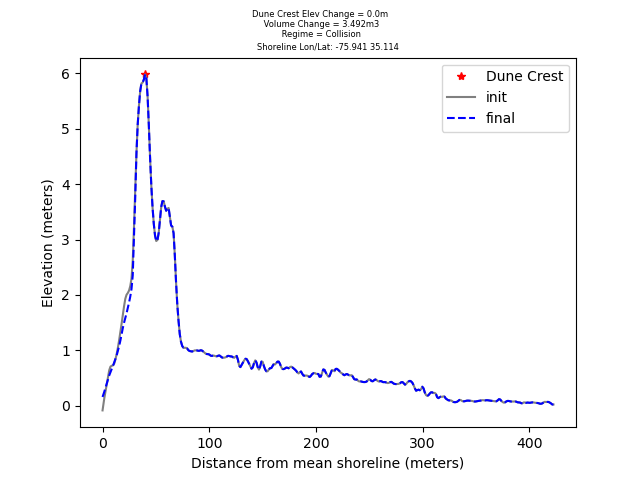 Dune Crest Elev Change = 0.0m
Volume Change = 3.492m3
Regime = Collision
Shoreline Lon/Lat: -75.941 35.114
Dune Crest
init
final
6
5
4
3
2
1
0
Elevation (meters)
0 100 200 300 400
Distance from mean shoreline (meters)